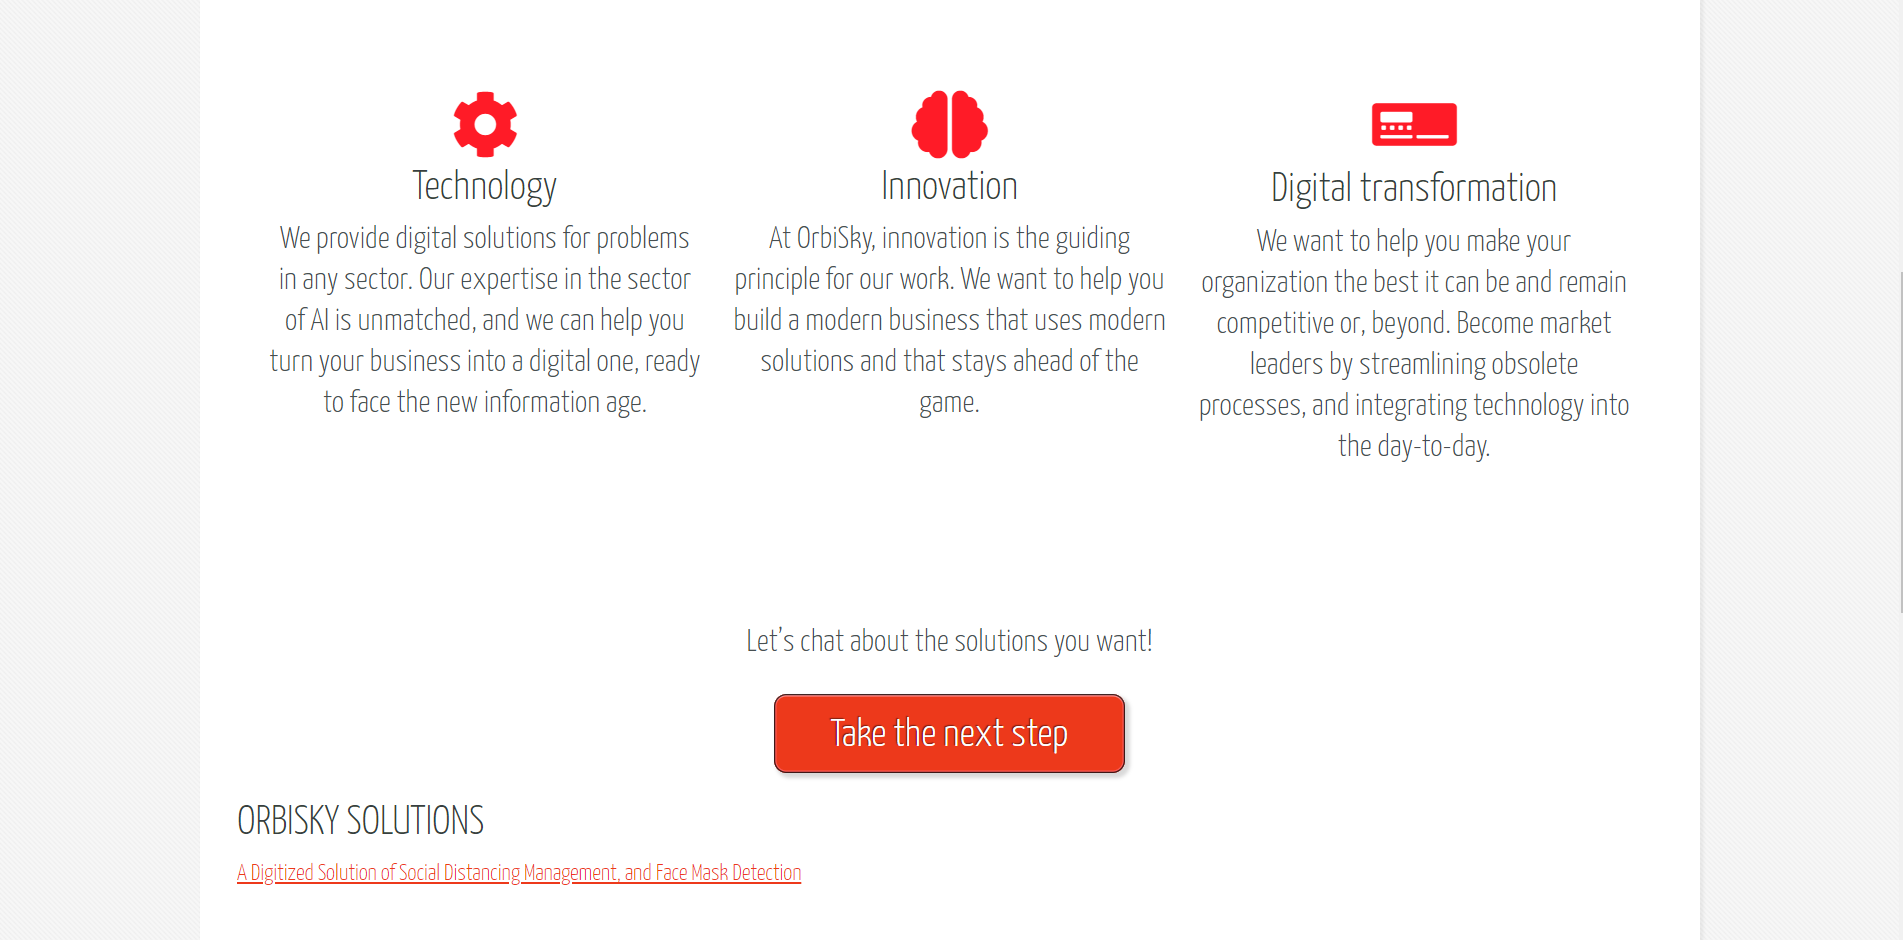 Technology
We provide digital solutions for problems
in any sector. Our expertise in the sector
of AI is unmatched, and we can help you
turn your business into a digital one, ready
to face the new information age.
Innovation
At OrbiSky, innovation is the guiding
principle for our work. We want to help you
build a modern business that uses modern
solutions and that stays ahead of the
game.
Digital transformation
We want to help you make your
organization the best it can be and remain
competitive or, beyond. Become market
leaders by streamlining obsolete
processes, and integrating technology into
the day-to-day.
Let’s chat about the solutions you want!
Take the next step
ORBISKY SOLUTIONS
A Digitized Solution of Social Distancing Management, and Face Mask Detection